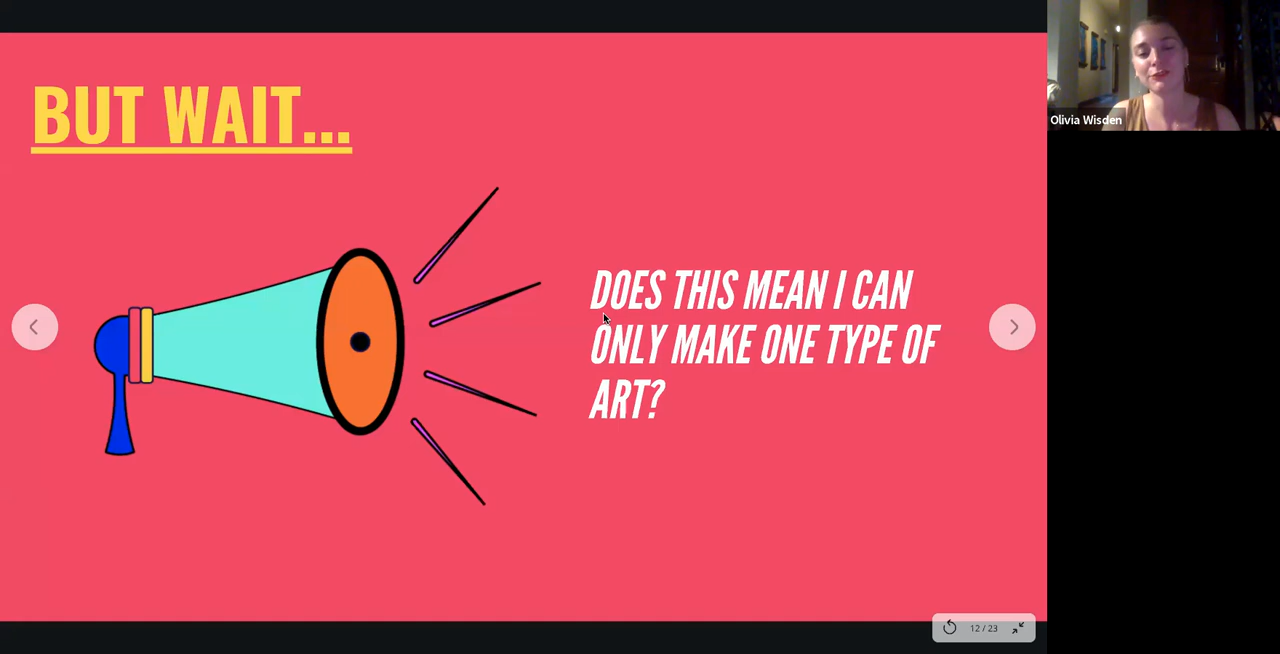 BUT WAIT...
DOES THIS MEAN I CAN
ONLY MAKE ONE TYPE OF
ART?
Olivia Wisden
12 / 23